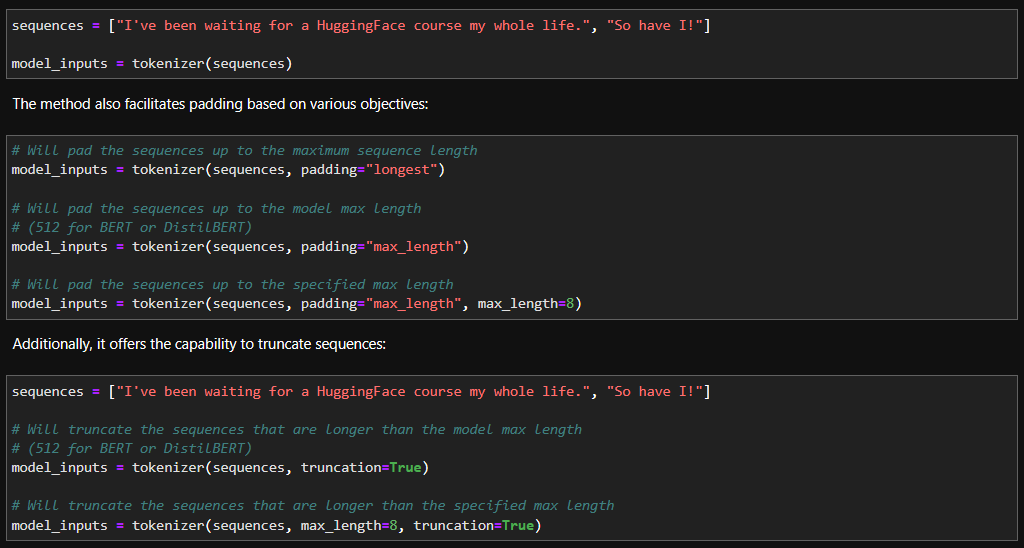 sequences = ["I've been waiting for a HuggingFace course my whole life.", "So have I!"]
model_inputs = tokenizer(sequences)
The method also facilitates padding based on various objectives:
# Will pad the sequences up to the maximum sequence length
model_inputs = tokenizer(sequences, padding="longest")
# Will pad the sequences up to the model max length
# (512 for BERT or DistilBERT)
model_inputs = tokenizer(sequences, padding="max_length")
# Will pad the sequences up to the specified max length
model_inputs = tokenizer(sequences, padding="max_length", max_length=8)
Additionally, it offers the capability to truncate sequences:
sequences = ["I've been waiting for a HuggingFace course my whole life.", "So have I!"]
# Will truncate the sequences that are longer than the model max length
# (512 for BERT or DistilBERT)
model_inputs = tokenizer(sequences, truncation=True)
# Will truncate the sequences that are longer than the specified max length
model_inputs = tokenizer(sequences, max_length=8, truncation=True)